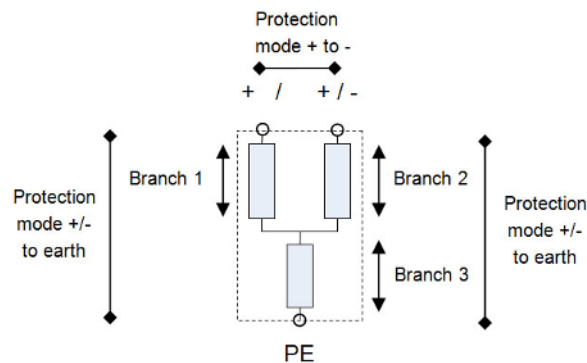 Protection
mode + to -
+ /
+ / -
Branch 1
Branch 2
Protection
mode +/-
to earth
Protection
mode +/-
to earth
Branch 3
PE